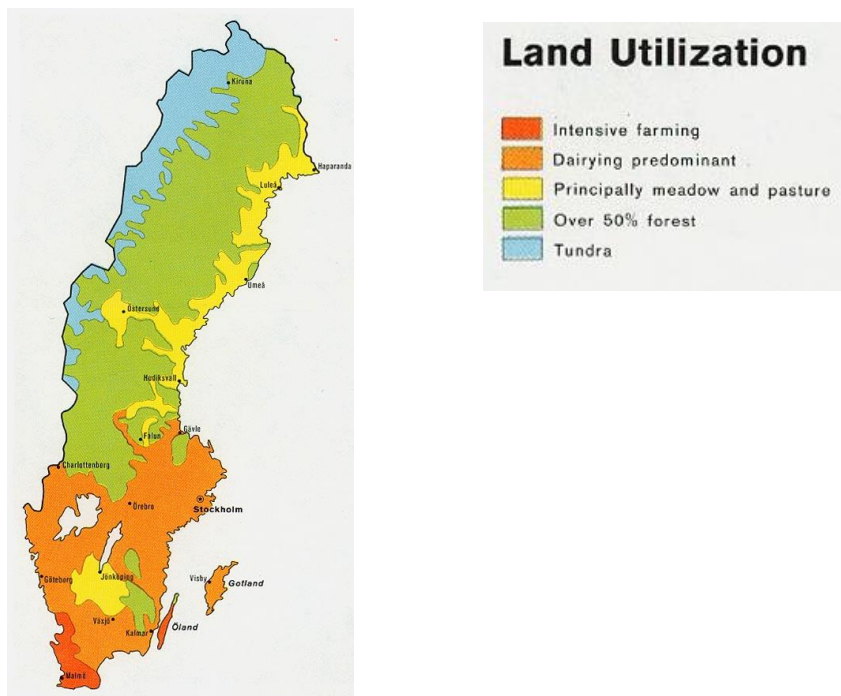 Land Utilization
Intensive farming
Dairying predominant
Principally meadow and pasture
Over 50% forest
Tundra
Kiruna
Haparanda
Luleå
Umeå
Östersund
Hudiksvall
Gävle
Falun
Charlottenberg
Örebro
Stockholm
Göteborg
Jönköping
Visby
Gotland
Växjö
Kalmar
Öland
Malmö